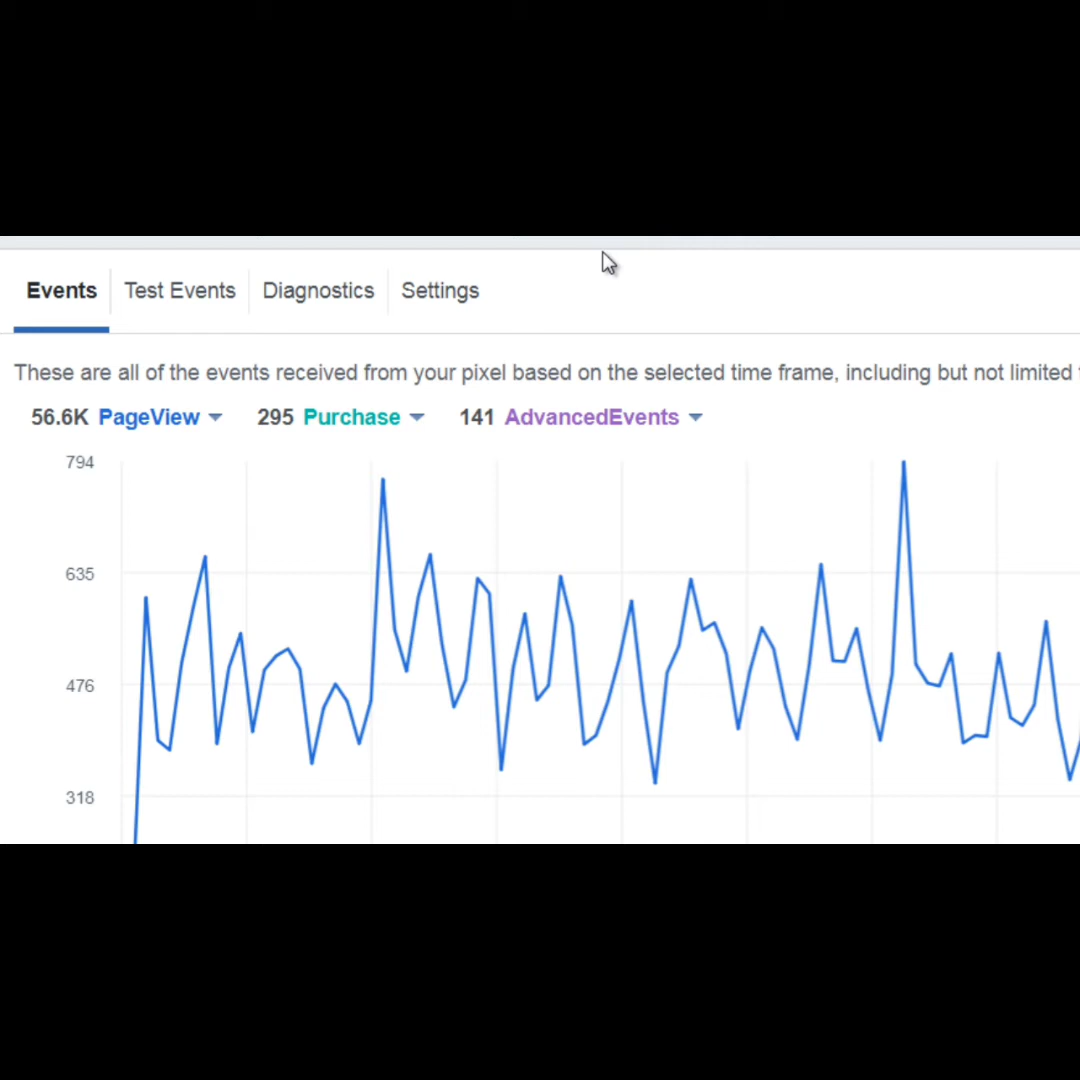 Events Test Events Diagnostics Settings
These are all of the events received from your pixel based on the selected time frame, including but not limited
56.6K PageView 295 Purchase 141 AdvancedEvents
794
635
476
318